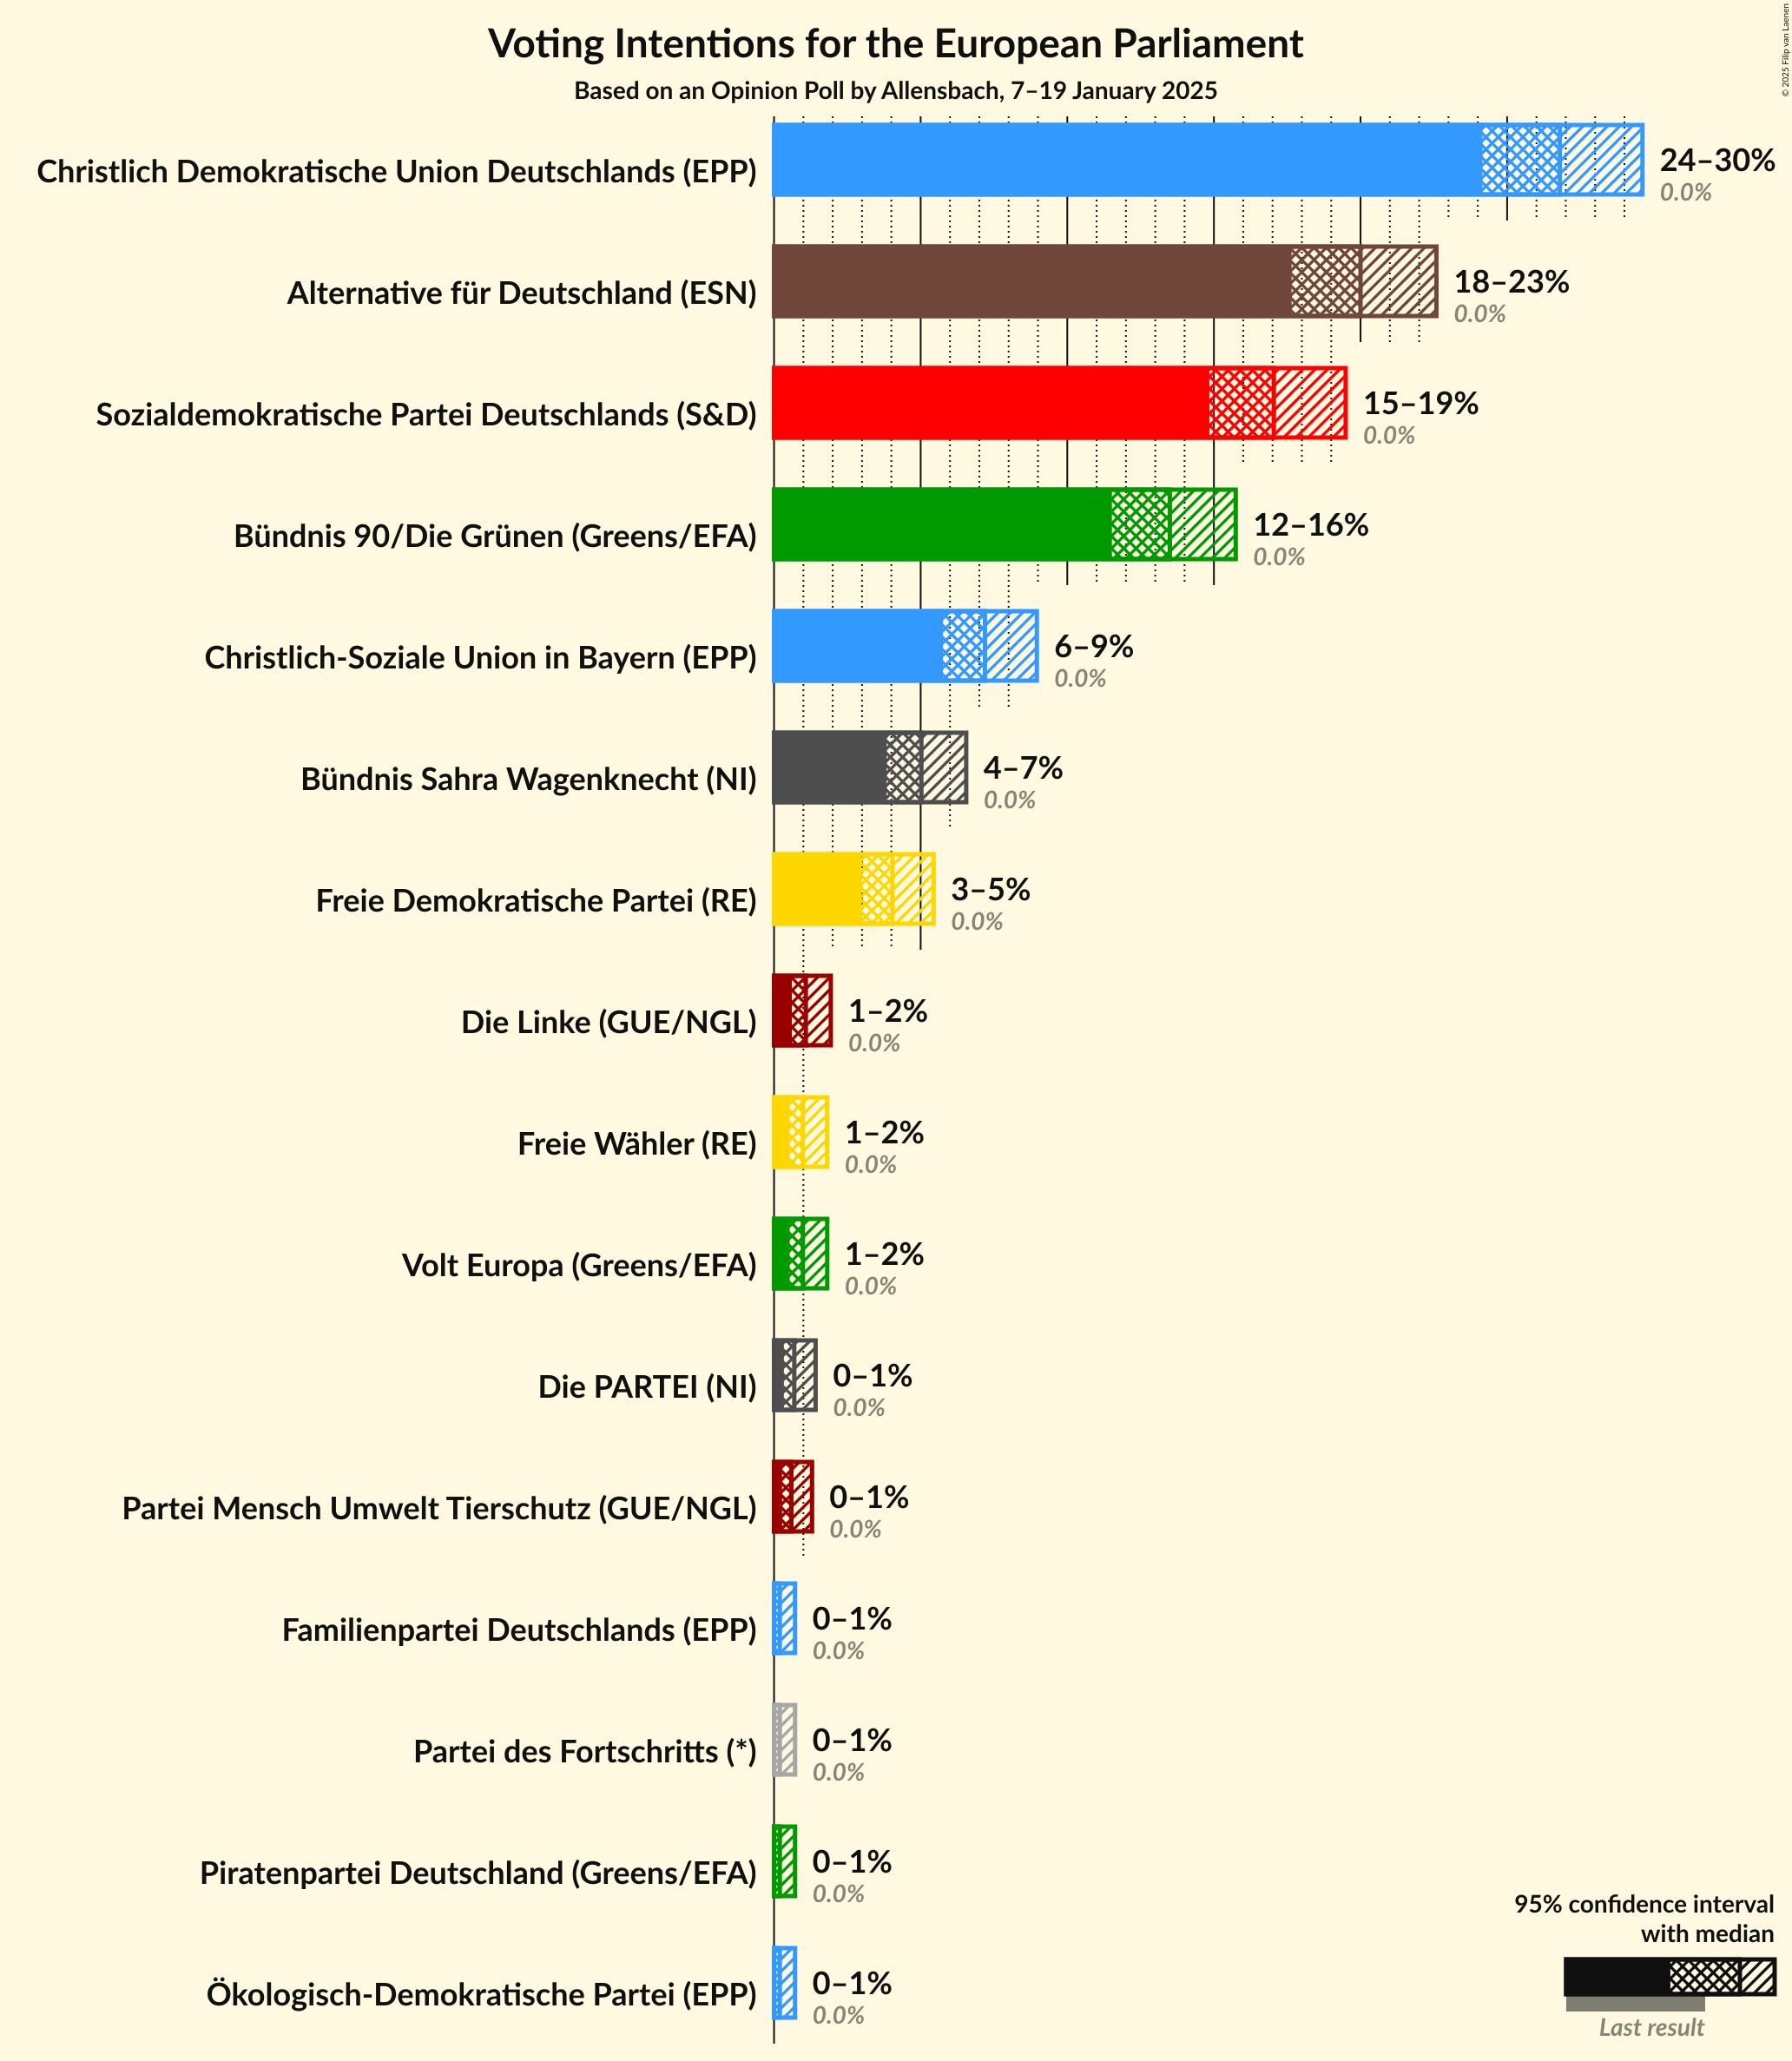 Voting Intentions for the European Parliament
Based on an Opinion Poll by Allensbach, 7–19 January 2025
© 2025 Filip van Laenen
Christlich Demokratische Union Deutschlands (EPP)
24–30%
0.0%
Alternative für Deutschland (ESN)
18–23%
0.0%
Sozialdemokratische Partei Deutschlands (S&D)
15–19%
0.0%
Bündnis 90/Die Grünen (Greens/EFA)
12–16%
0.0%
Christlich-Soziale Union in Bayern (EPP)
6–9%
0.0%
Bündnis Sahra Wagenknecht (NI)
4–7%
0.0%
Freie Demokratische Partei (RE)
3–5%
0.0%
Die Linke (GUE/NGL)
1–2%
0.0%
Freie Wähler (RE)
1–2%
0.0%
Volt Europa (Greens/EFA)
1–2%
0.0%
Die PARTEI (NI)
0–1%
0.0%
Partei Mensch Umwelt Tierschutz (GUE/NGL)
0–1%
0.0%
Familienpartei Deutschlands (EPP)
0–1%
0.0%
Partei des Fortschritts (*)
0–1%
0.0%
Piratenpartei Deutschland (Greens/EFA)
0–1%
0.0%
Ökologisch-Demokratische Partei (EPP)
0–1%
0.0%
95% confidence interval
with median
Last result